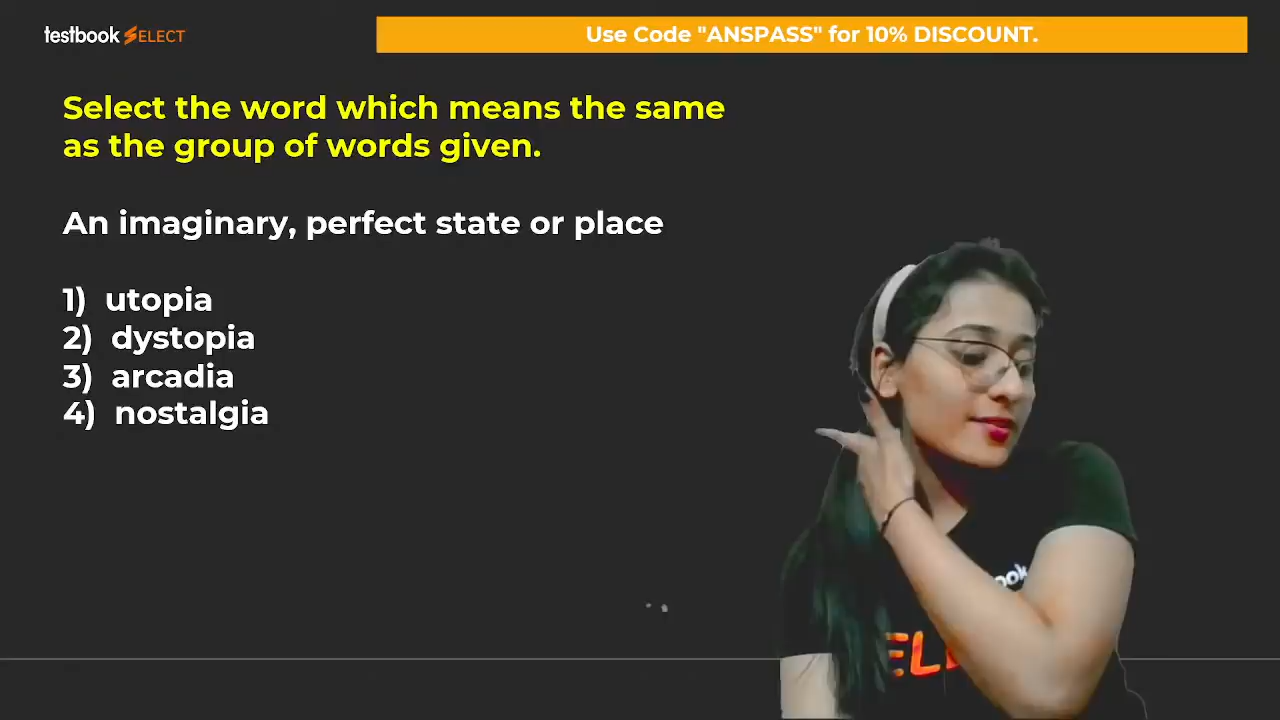 testbook SELECT
Use Code "ANSPASS" for 10% DISCOUNT.
Select the word which means the same
as the group of words given.
An imaginary, perfect state or place
1) utopia
2) dystopia
3) arcadia
4) nostalgia